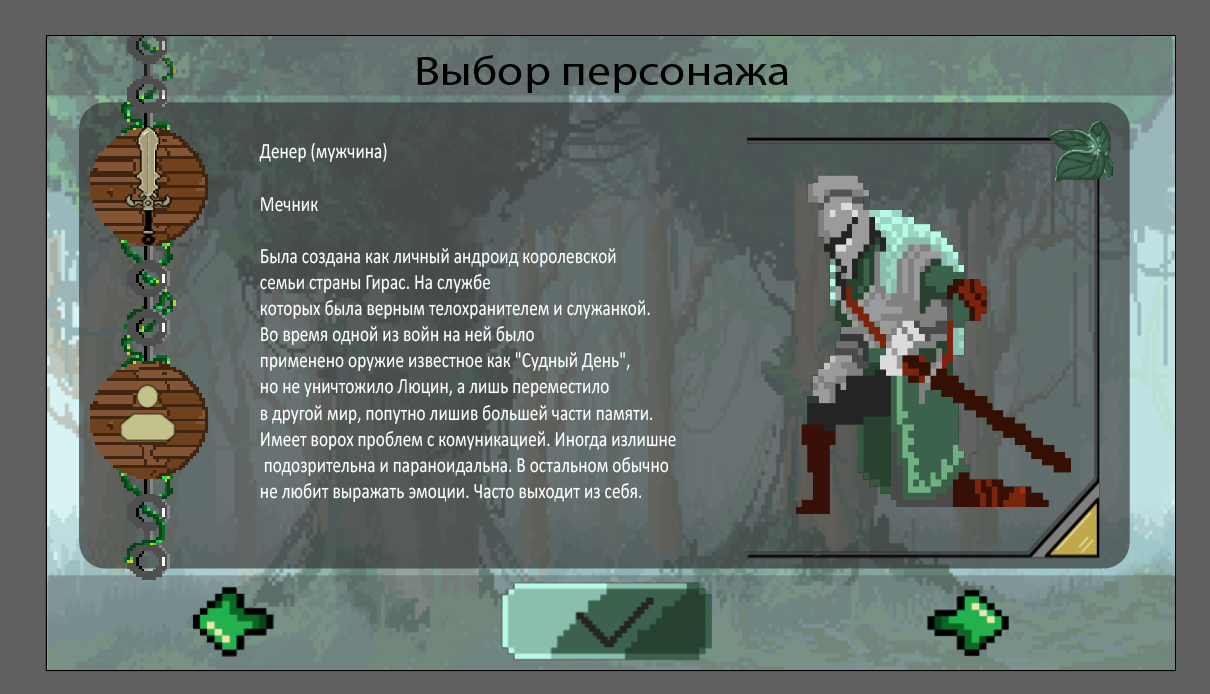 Выбор персонажа
Денер (мужчина)
Мечник
Была создана как личный андроид королевской
семьи страны Гирас. На службе
которых была верным телохранителем и служанкой.
Во время одной из войн на ней было
применено оружие известное как "Судный День",
но не уничтожило Люцин, а лишь переместило
в другой мир, попутно лишив большей части памяти.
Имеет ворох проблем с комуникацией. Иногда излишне
подозрительна и параноидальна. В остальном обычно
не любит выражать эмоции. Часто выходит из себя.